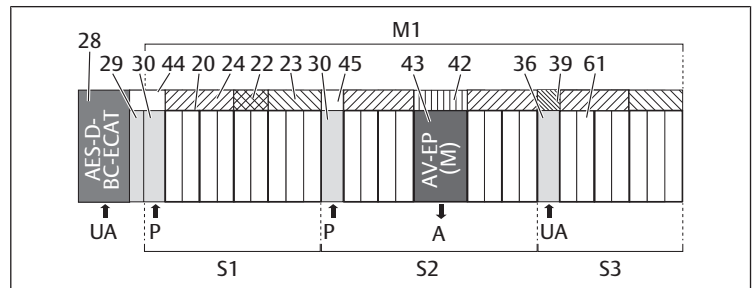 M1
28
29 30 44 20 24 22 23 30 45 43 42 36 39 61
AES-D-
BC-ECAT
AV-EP
(M)
UA P P A UA
S1 S2 S3